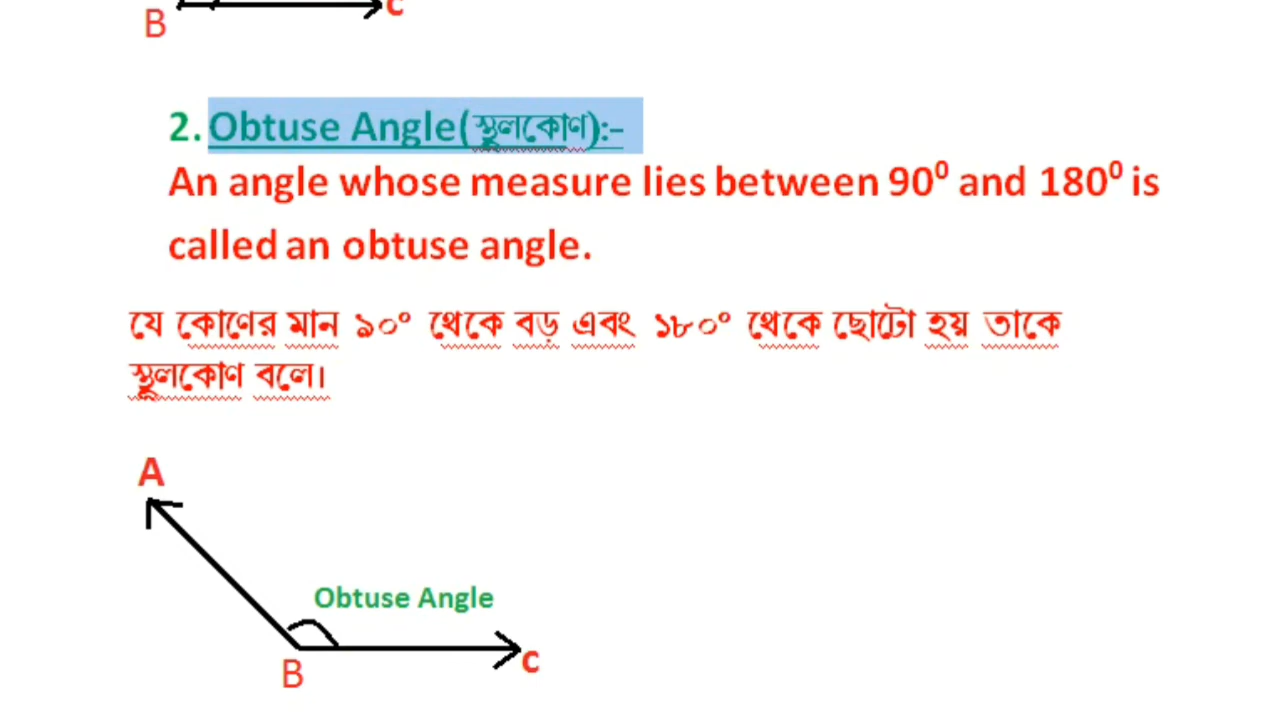 B c
2. Obtuse Angle(স্থূলকোণ):-
An angle whose measure lies between 90⁰ and 180⁰ is
called an obtuse angle.
যে কোণের মান ৯০° থেকে বড় এবং ১৮০° থেকে ছোটো হয় তাকে
স্থূলকোণ বলে।
A
Obtuse Angle
B c